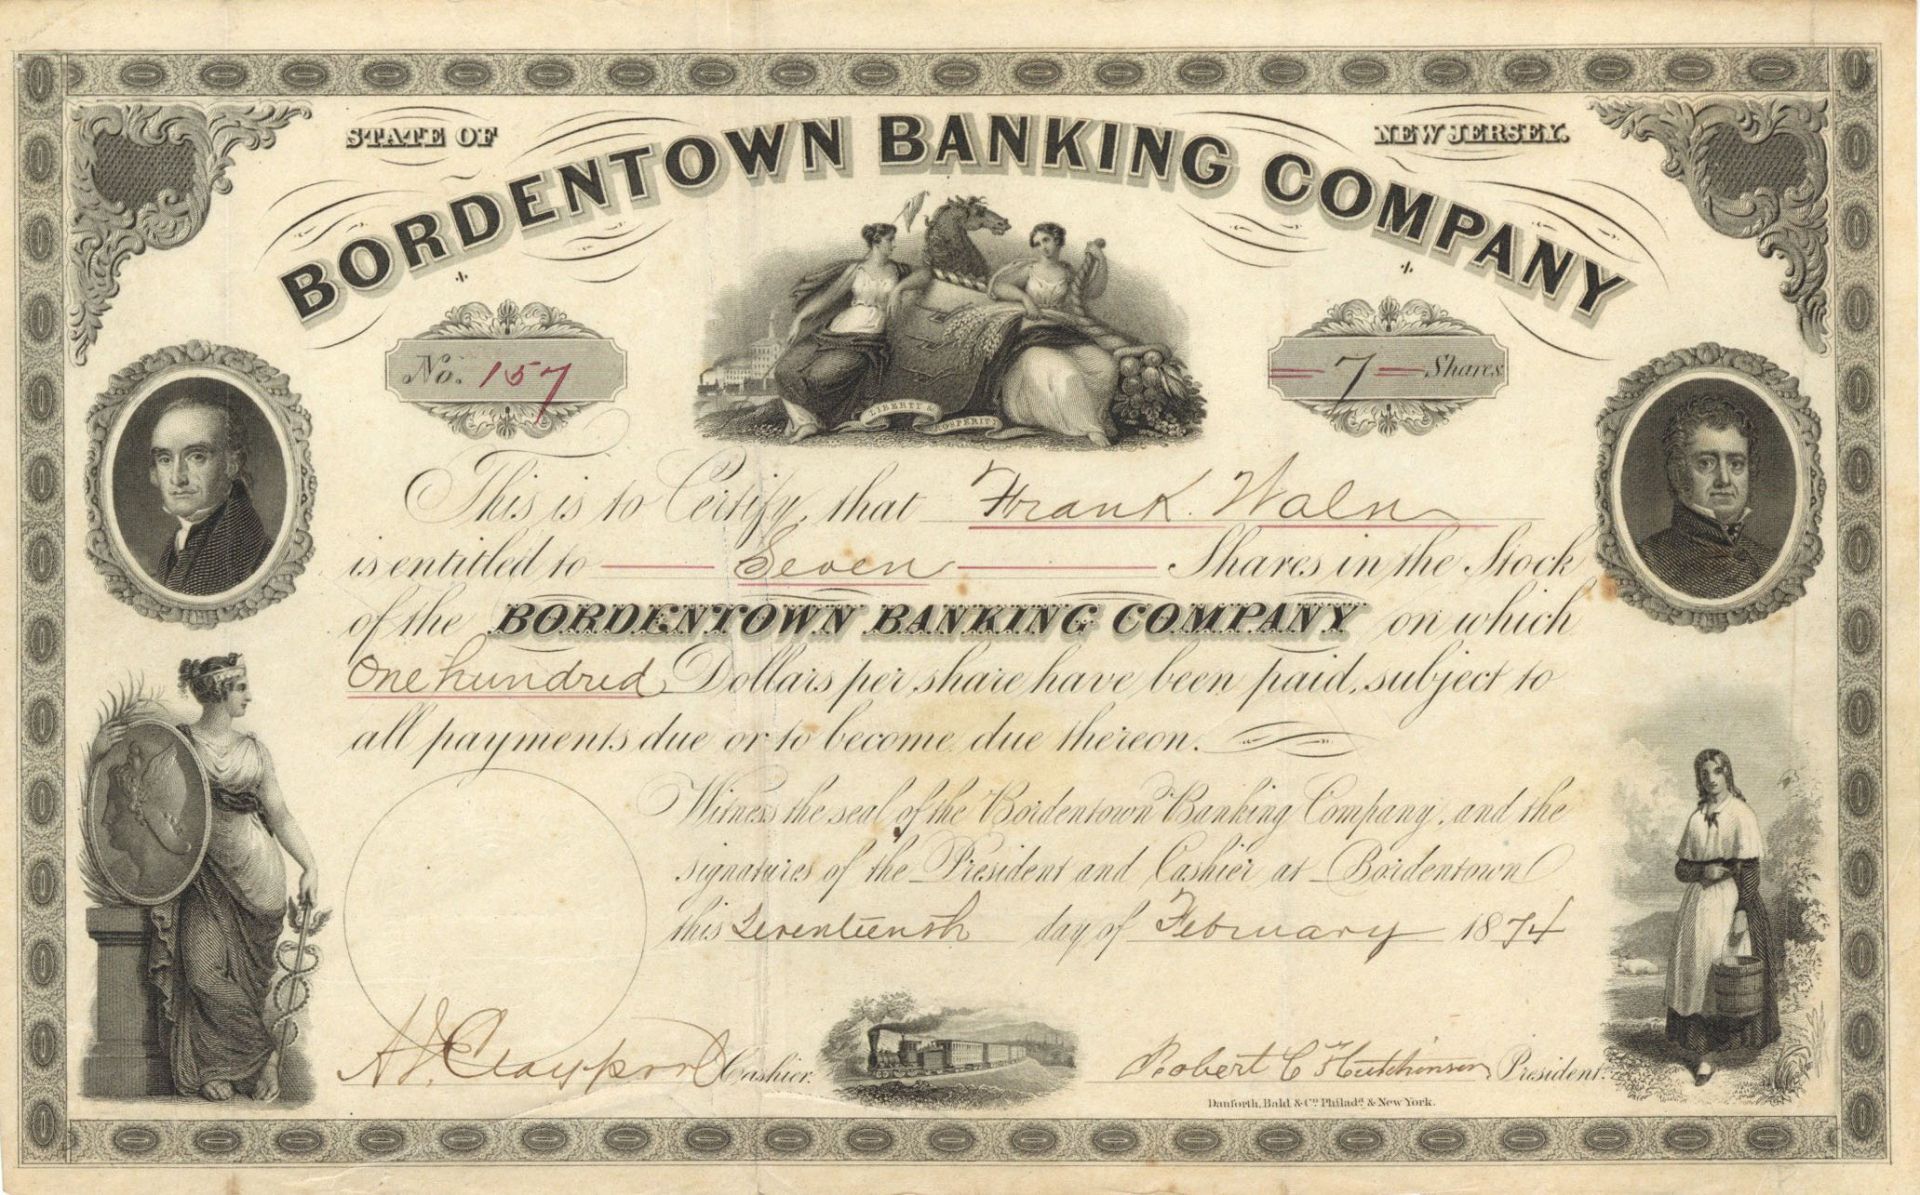 STATE OF NEW JERSEY.
BORDENTOWN BANKING COMPANY
No. 157
— 7 — Shares
LIBERTY & PROSPERITY
This is to Certify, that Frank Waln
is entitled to — Seven — Shares in the Stock
of the BORDENTOWN BANKING COMPANY on which
One hundred Dollars per share have been paid, subject to
all payments due or to become due thereon.
Witness the seal of the Bordentown Banking Company, and the
signatures of the President and Cashier at Bordentown
this Seventeenth day of February 1874
Claypool Cashier. Robert C Hutchinson President.
Danforth, Bald & Co. Philada. & New York.